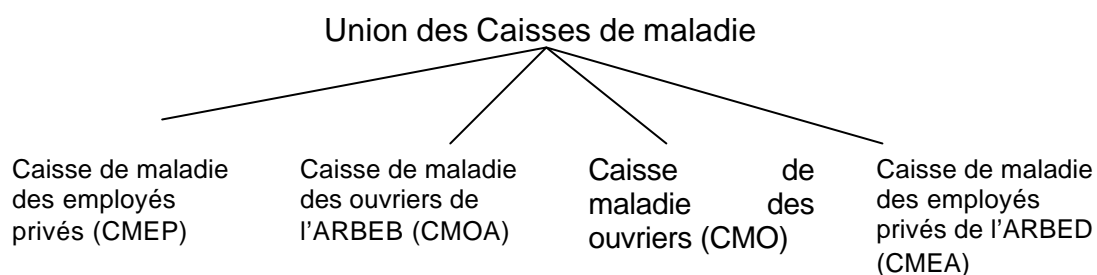 Union des Caisses de maladie
Caisse de maladie
des employés
privés (CMEP)
Caisse de maladie
des ouvriers de
l'ARBEB (CMOA)
Caisse de
maladie des
ouvriers (CMO)
Caisse de maladie
des employés
privés de l'ARBED
(CMEA)